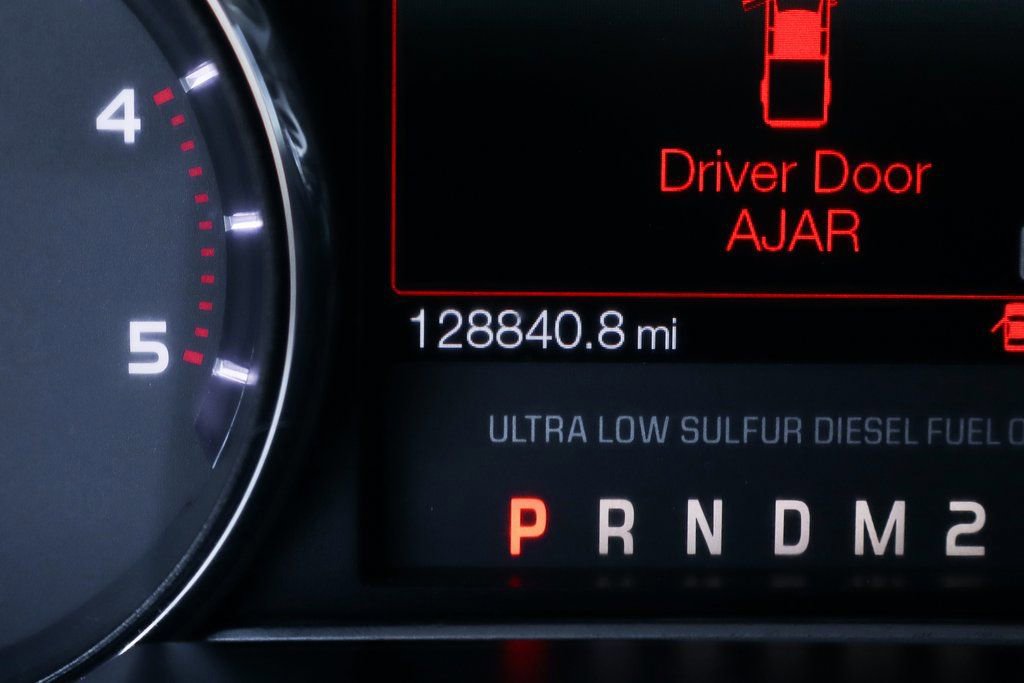 4
5
Driver Door
AJAR
128840.8 mi
ULTRA LOW SULFUR DIESEL FUEL
P R N D M 2